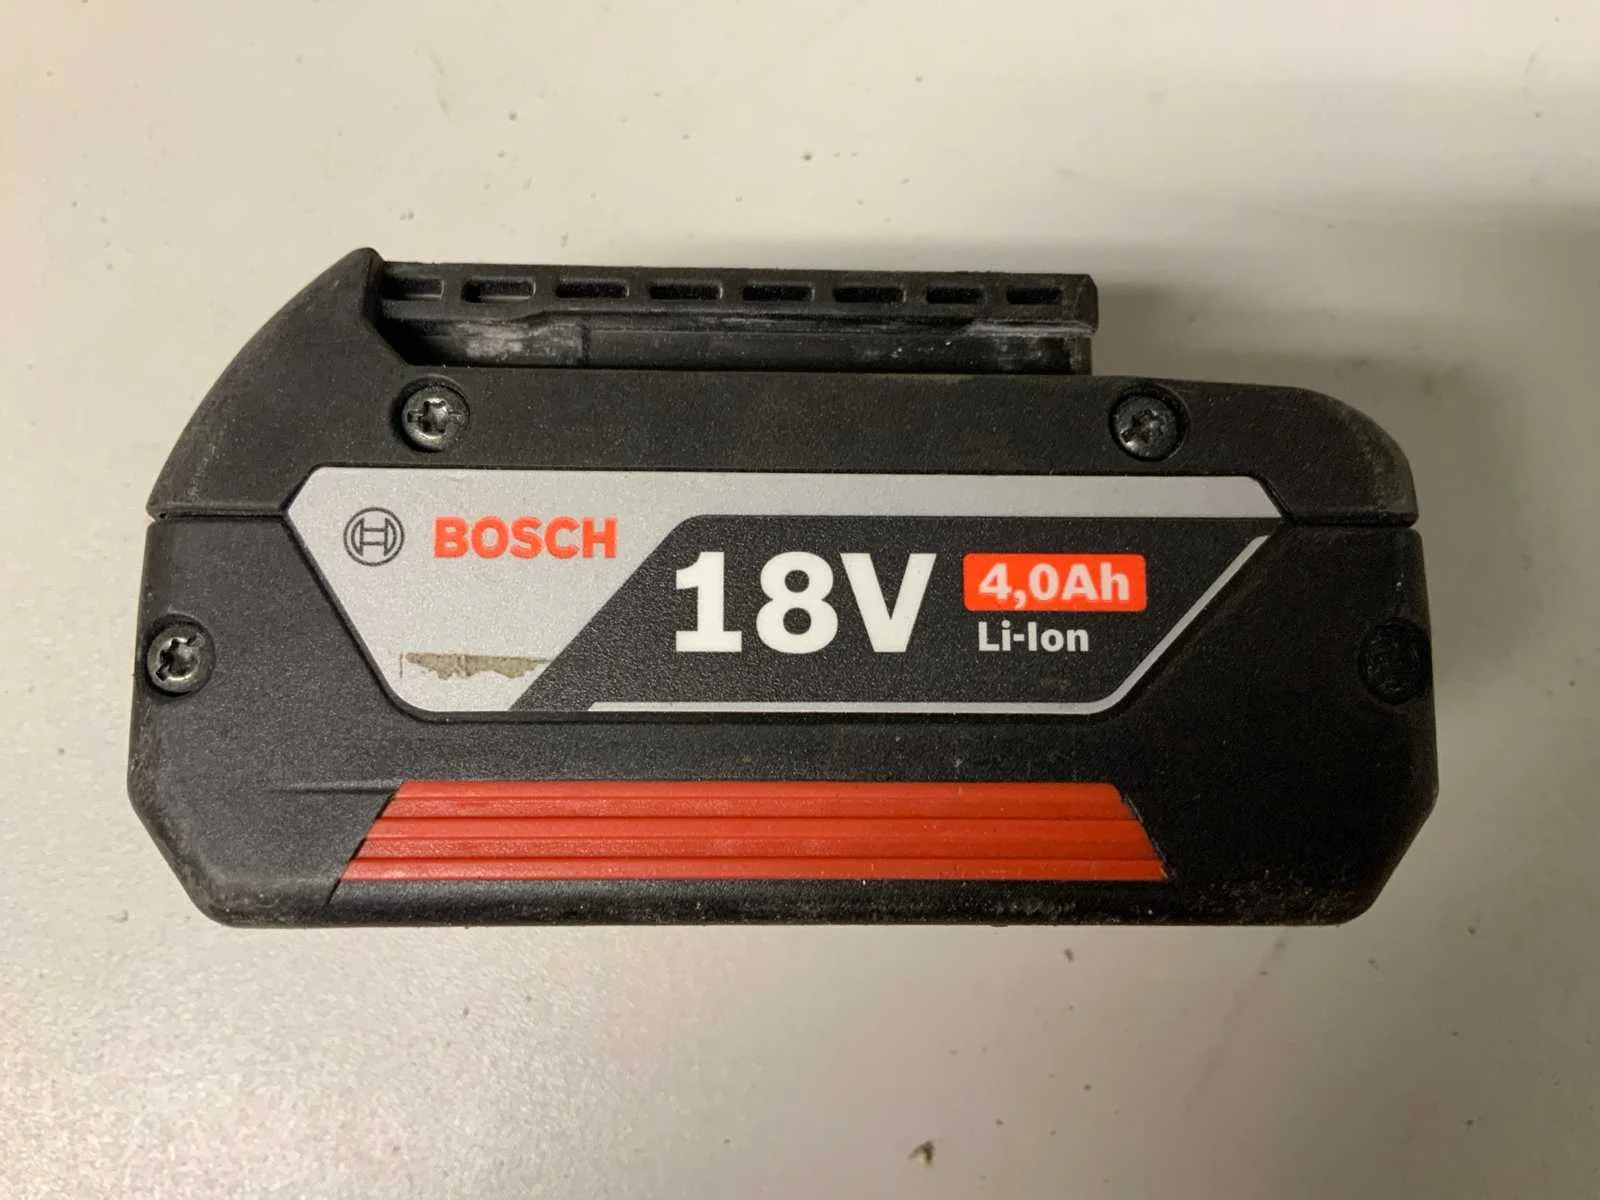 BOSCH
18V
4,0Ah
Li-Ion